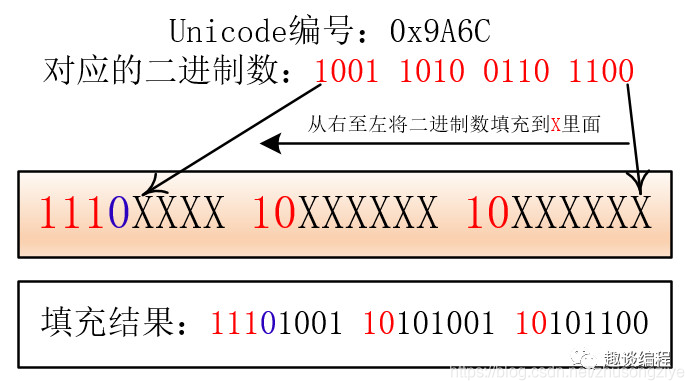 Unicode编号：0x9A6C
对应的二进制数：1001 1010 0110 1100
从右至左将二进制数填充到X里面
1110XXXX 10XXXXXX 10XXXXXX
填充结果：11101001 10101001 10101100
趣谈编程
https://blog.csdn.net/zhusongziye